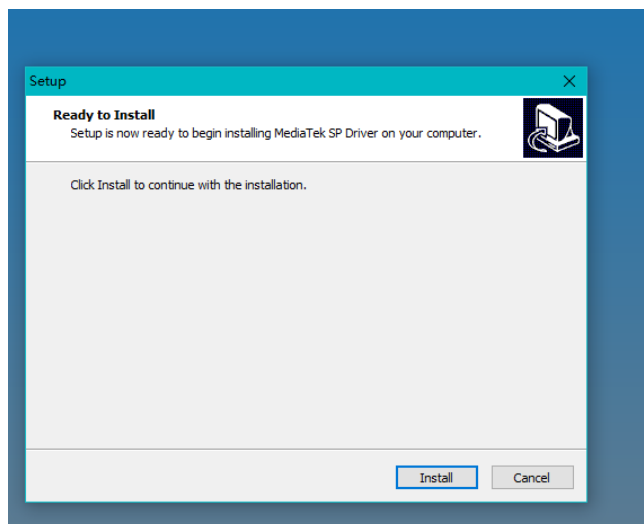 Setup
Ready to Install
Setup is now ready to begin installing MediaTek SP Driver on your computer.
Click Install to continue with the installation.
Install
Cancel